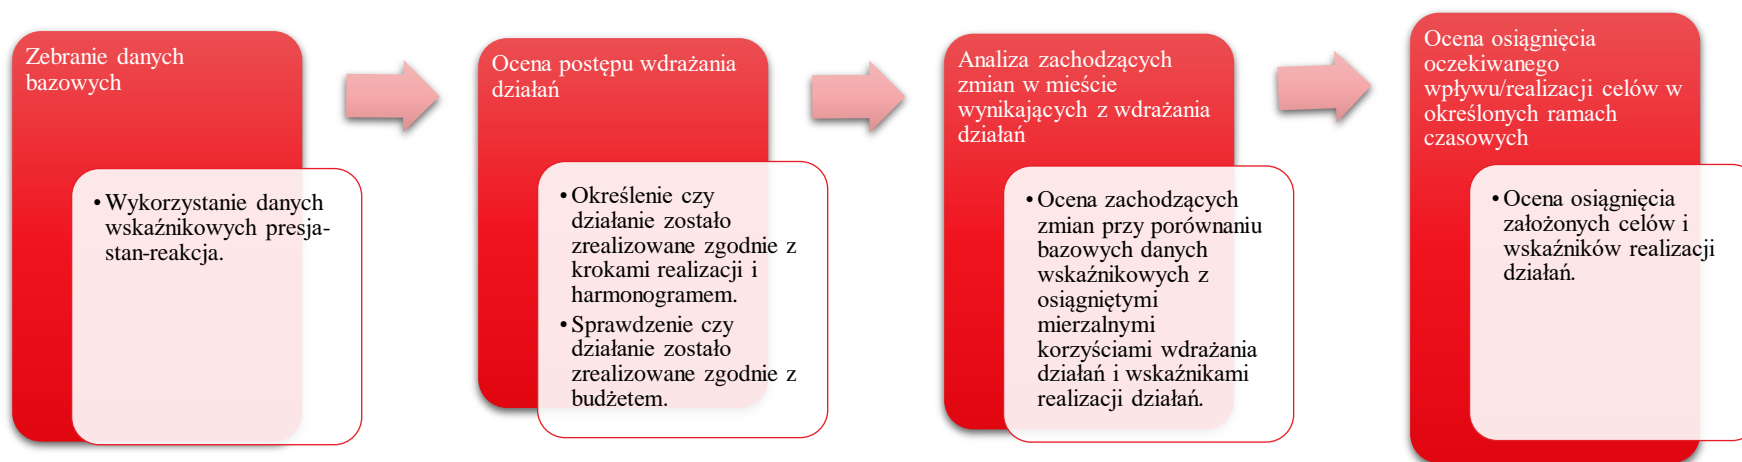 Zebranie danych
bazowych
• Wykorzystanie danych
wskaźnikowych presja-
stan-reakcja.
Ocena postępu wdrażania
działań
• Określenie czy
działanie zostało
zrealizowane zgodnie z
krokami realizacji i
harmonogramem.
• Sprawdzenie czy
działanie zostało
zrealizowane zgodnie z
budżetem.
Analiza zachodzących
zmian w mieście
wynikających z wdrażania
działań
• Ocena zachodzących
zmian przy porównaniu
bazowych danych
wskaźnikowych z
osiągniętymi
mierzalnymi
korzyściami wdrażania
działań i wskaźnikami
realizacji działań.
Ocena osiągnięcia
oczekiwanego
wpływu/realizacji celów w
określonych ramach
czasowych
• Ocena osiągnięcia
założonych celów i
wskaźników realizacji
działań.